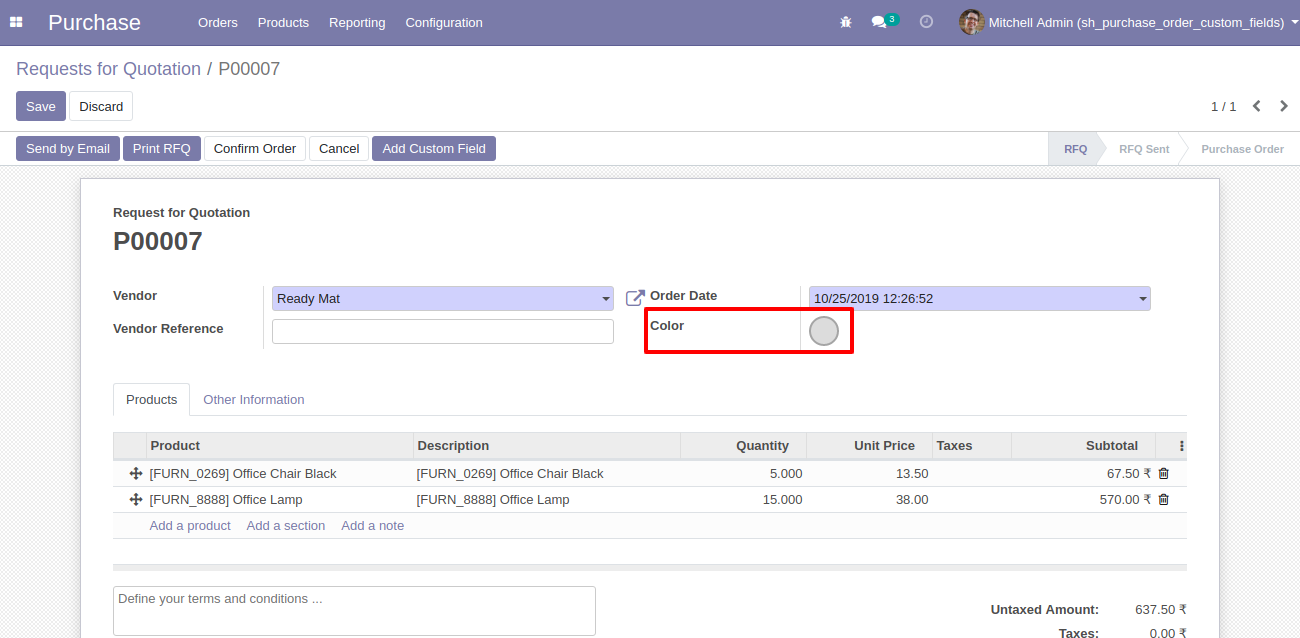 Purchase Orders Products Reporting Configuration 3 Mitchell Admin (sh_purchase_order_custom_fields)
Requests for Quotation / P00007
Save Discard 1 / 1
Send by Email Print RFQ Confirm Order Cancel Add Custom Field RFQ RFQ Sent Purchase Order
Request for Quotation
P00007
Vendor Ready Mat Order Date 10/25/2019 12:26:52
Vendor Reference Color
Products Other Information
Product Description Quantity Unit Price Taxes Subtotal
[FURN_0269] Office Chair Black [FURN_0269] Office Chair Black 5.000 13.50 67.50 ₹
[FURN_8888] Office Lamp [FURN_8888] Office Lamp 15.000 38.00 570.00 ₹
Add a product Add a section Add a note
Define your terms and conditions ...
Untaxed Amount: 637.50 ₹
Taxes: 0.00 ₹